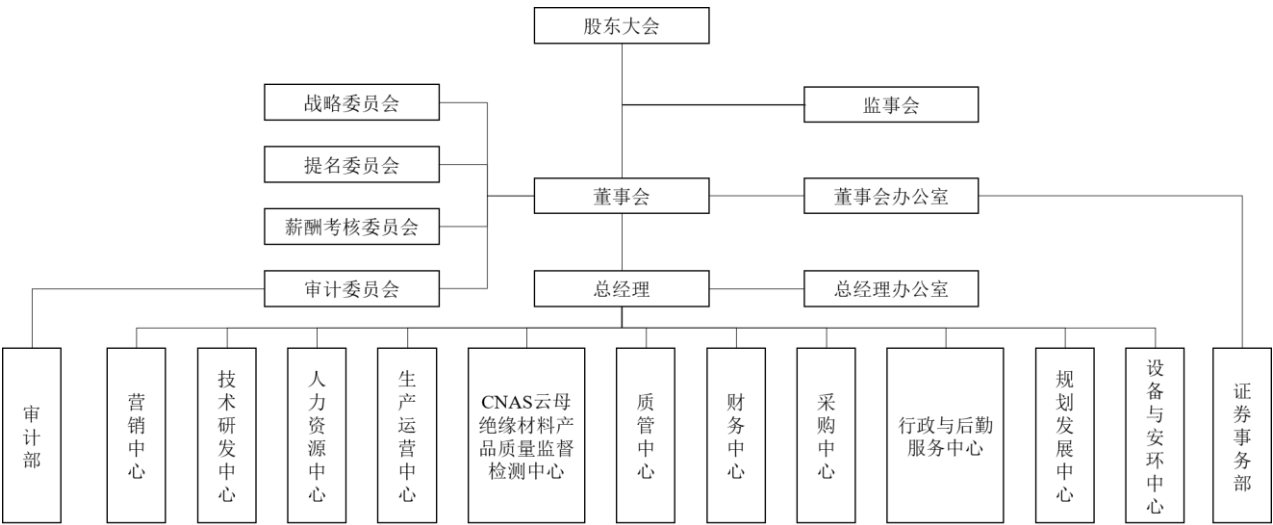 股东大会
战略委员会
监事会
提名委员会
董事会
董事会办公室
薪酬考核委员会
审计委员会
总经理
总经理办公室
审计部
营销中心
技术研发中心
人力资源中心
生产运营中心
CNAS云母
绝缘材料产
品质量监督
检测中心
质管中心
财务中心
采购中心
行政与后勤
服务中心
规划发展中心
设备与安环中心
证券事务部